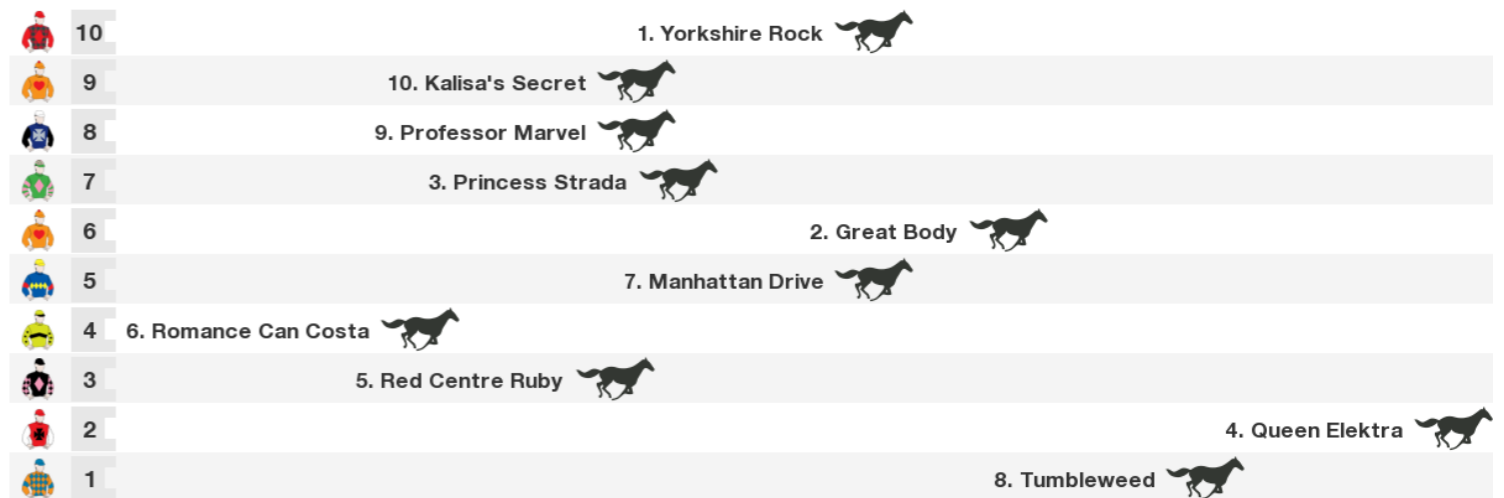 10 1. Yorkshire Rock
9 10. Kalisa's Secret
8 9. Professor Marvel
7 3. Princess Strada
6 2. Great Body
5 7. Manhattan Drive
4 6. Romance Can Costa
3 5. Red Centre Ruby
2 4. Queen Elektra
1 8. Tumbleweed